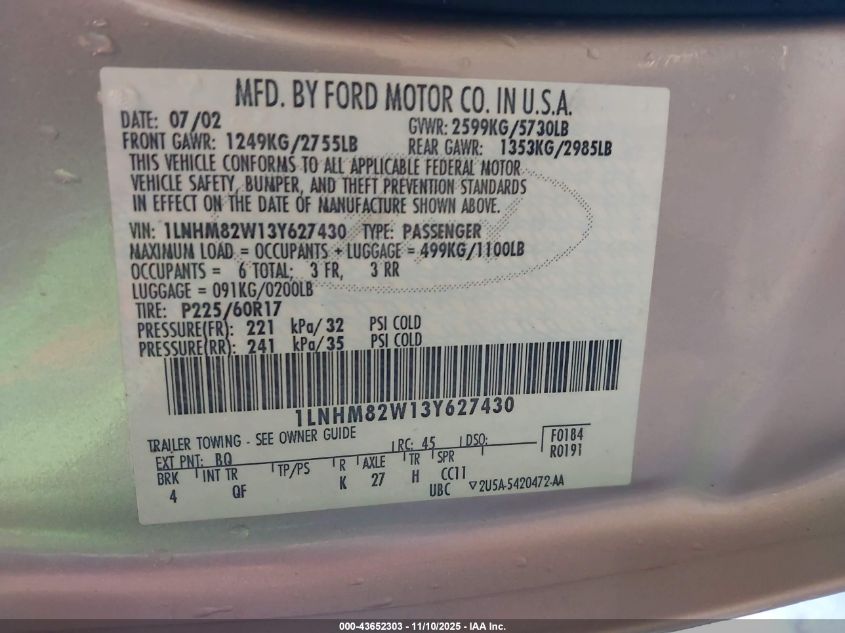 MFD. BY FORD MOTOR CO. IN U.S.A.
DATE: 07/02 GVWR: 2599KG/5730LB
FRONT GAWR: 1249KG/2755LB REAR GAWR: 1353KG/2985LB
THIS VEHICLE CONFORMS TO ALL APPLICABLE FEDERAL MOTOR
VEHICLE SAFETY, BUMPER, AND THEFT PREVENTION STANDARDS
IN EFFECT ON THE DATE OF MANUFACTURE SHOWN ABOVE.
VIN: 1LNHM82W13Y627430 TYPE: PASSENGER
MAXIMUM LOAD = OCCUPANTS + LUGGAGE = 499KG/1100LB
OCCUPANTS = 6 TOTAL; 3 FR, 3 RR
LUGGAGE = 091KG/0200LB
TIRE: P225/60R17
PRESSURE(FR): 221 kPa/32 PSI COLD
PRESSURE(RR): 241 kPa/35 PSI COLD
1LNHM82W13Y627430
TRAILER TOWING - SEE OWNER GUIDE
EXT PNT: BQ RC: 45 DSO: F0184
R0191
BRK INT TR TP/PS R AXLE TR SPR
4 QF K 27 H CC11
UBC ▽2U5A-5420472-AA
000-43652303 - 11/10/2025 - IAA Inc.